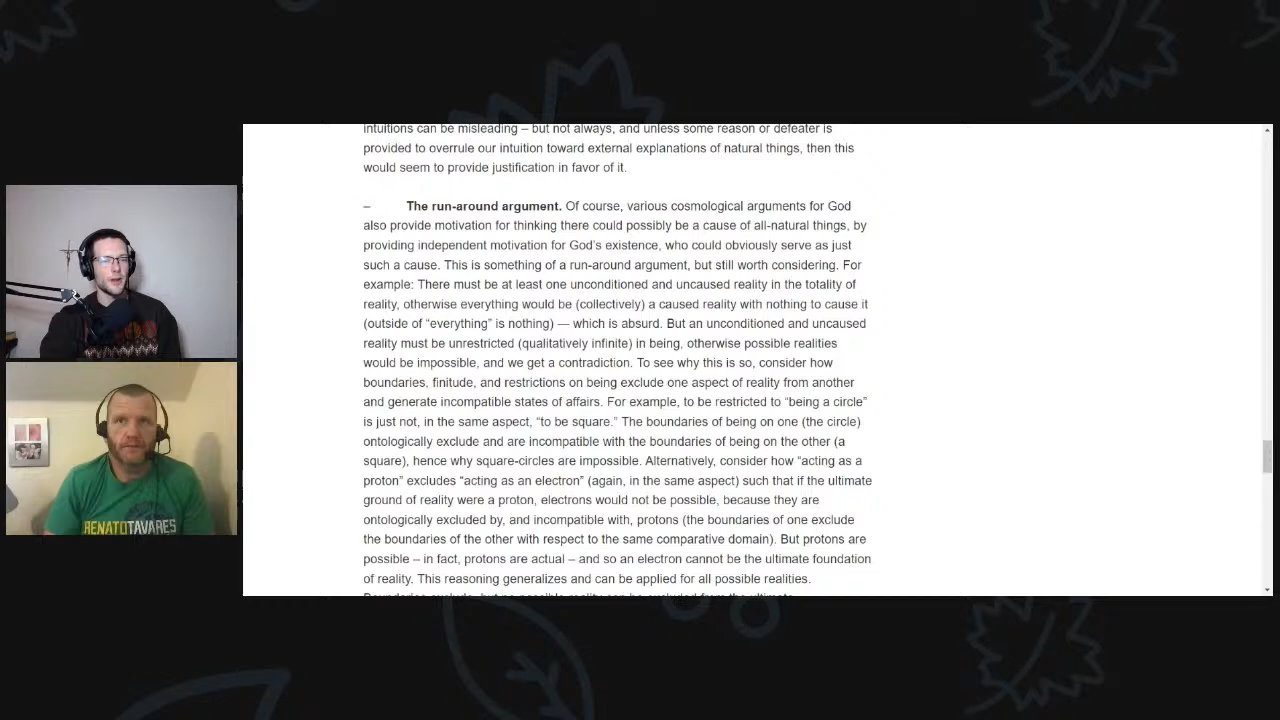 intuitions can be misleading – but not always, and unless some reason or defeater is
provided to overrule our intuition toward external explanations of natural things, then this
would seem to provide justification in favor of it.
– The run-around argument. Of course, various cosmological arguments for God
also provide motivation for thinking there could possibly be a cause of all-natural things, by
providing independent motivation for God's existence, who could obviously serve as just
such a cause. This is something of a run-around argument, but still worth considering. For
example: There must be at least one unconditioned and uncaused reality in the totality of
reality, otherwise everything would be (collectively) a caused reality with nothing to cause it
(outside of “everything” is nothing) — which is absurd. But an unconditioned and uncaused
reality must be unrestricted (qualitatively infinite) in being, otherwise possible realities
would be impossible, and we get a contradiction. To see why this is so, consider how
boundaries, finitude, and restrictions on being exclude one aspect of reality from another
and generate incompatible states of affairs. For example, to be restricted to “being a circle”
is just not, in the same aspect, “to be square.” The boundaries of being on one (the circle)
ontologically exclude and are incompatible with the boundaries of being on the other (a
square), hence why square-circles are impossible. Alternatively, consider how “acting as a
proton” excludes “acting as an electron” (again, in the same aspect) such that if the ultimate
ground of reality were a proton, electrons would not be possible, because they are
ontologically excluded by, and incompatible with, protons (the boundaries of one exclude
the boundaries of the other with respect to the same comparative domain). But protons are
possible – in fact, protons are actual – and so an electron cannot be the ultimate foundation
of reality. This reasoning generalizes and can be applied for all possible realities.
Boundaries exclude, but no possible reality can be excluded from the ultimate
RENATOTAVARES